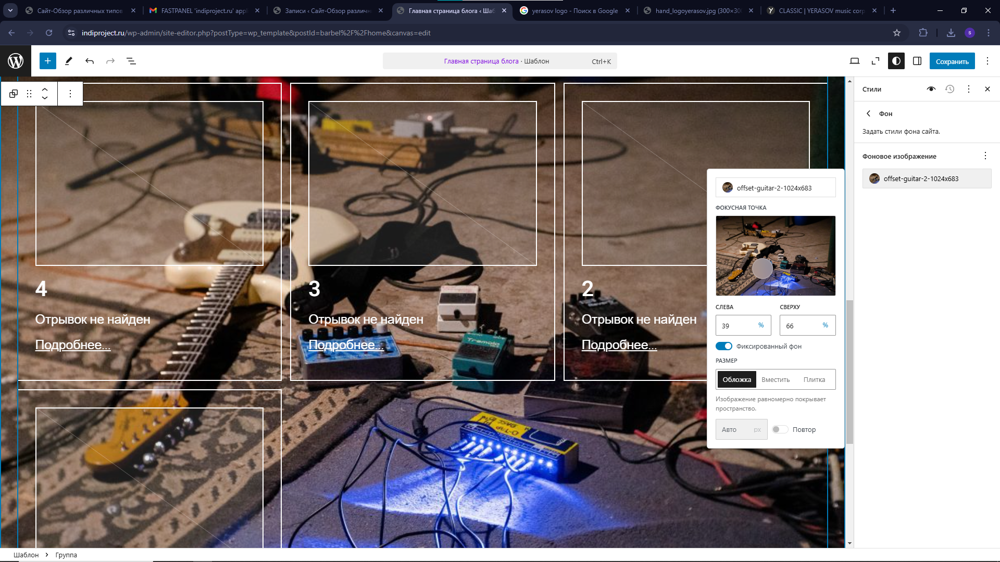 Сайт-Обзор различных типов
FASTPANEL 'indiproject.ru' appl
Записи ‹ Сайт-Обзор различн
Главная страница блога ‹ Шаб
yerasov logo - Поиск в Google
hand_logoyerasov.jpg (300×30
CLASSIC | YERASOV music corp
indiproject.ru/wp-admin/site-editor.php?postType=wp_template&postId=barbel%2F%2Fhome&canvas=edit
S
Главная страница блога · Шаблон
Ctrl+K
Сохранить
Стили
Фон
Задать стили фона сайта.
Фоновое изображение
offset-guitar-2-1024x683
offset-guitar-2-1024x683
ФОКУСНАЯ ТОЧКА
СЛЕВА
СВЕРХУ
39 %
66 %
Фиксированный фон
РАЗМЕР
Обложка
Вместить
Плитка
Изображение равномерно покрывает
пространство.
Авто px
Повтор
4
Отрывок не найден
Подробнее...
3
Отрывок не найден
Подробнее...
2
Отрывок не найден
Подробнее...
Tremolo
Шаблон
Группа